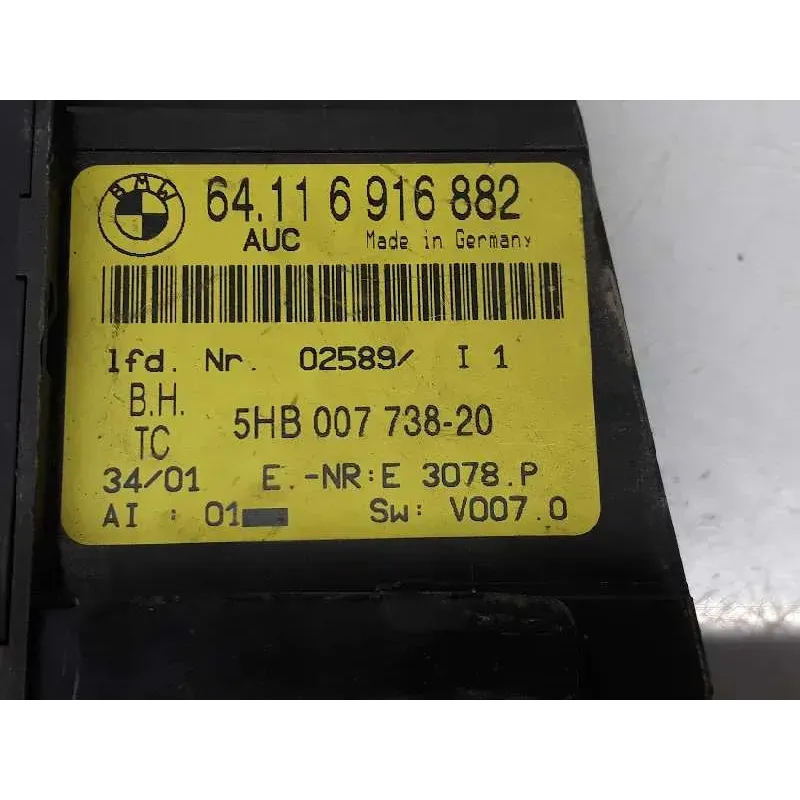 BMW
64.11 6 916 882
AUC Made in Germany
lfd. Nr. 02589/ I 1
B.H.
TC 5HB 007 738-20
34/01 E.-NR:E 3078.P
AI : 01 Sw: V007.0